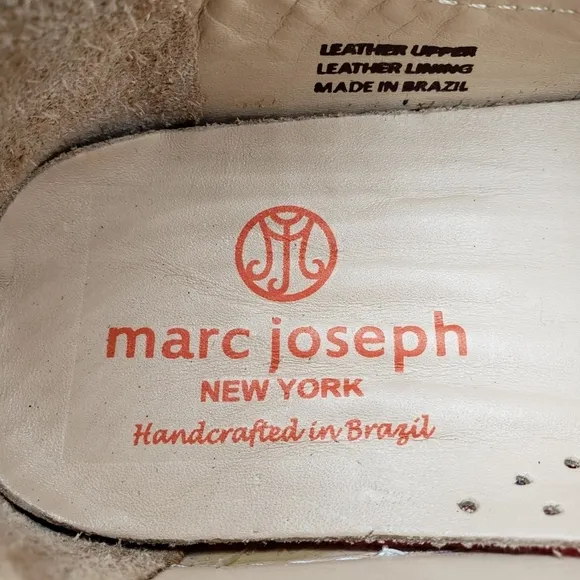 LEATHER UPPER
LEATHER LINING
MADE IN BRAZIL
marc joseph
NEW YORK
Handcrafted in Brazil